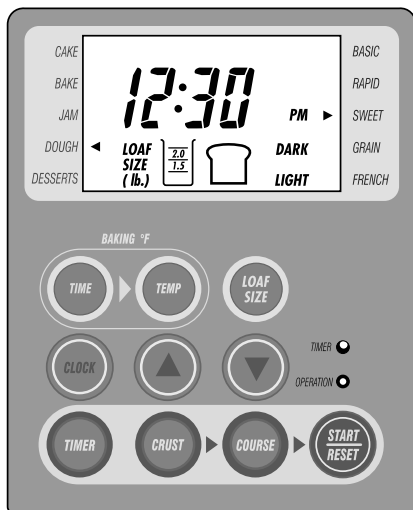 CAKE
BAKE
JAM
DOUGH
DESSERTS
12:30
PM
LOAF
SIZE
(lb.)
2.0
1.5
DARK
LIGHT
BASIC
RAPID
SWEET
GRAIN
FRENCH
BAKING °F
TIME
TEMP
LOAF
SIZE
CLOCK
TIMER
OPERATION
TIMER
CRUST
COURSE
START
RESET